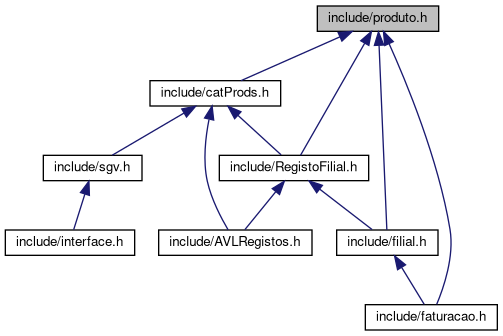 include/produto.h
include/catProds.h
include/sgv.h
include/RegistoFilial.h
include/interface.h
include/AVLRegistos.h
include/filial.h
include/faturacao.h